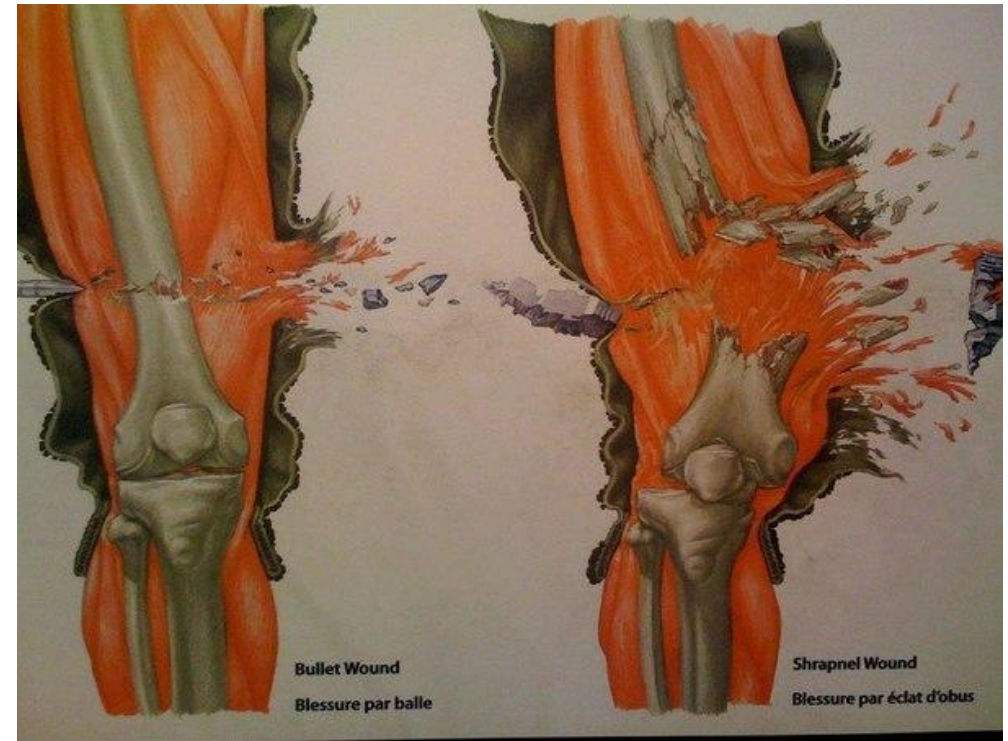 Bullet Wound
Blessure par balle
Shrapnel Wound
Blessure par éclat d'obus